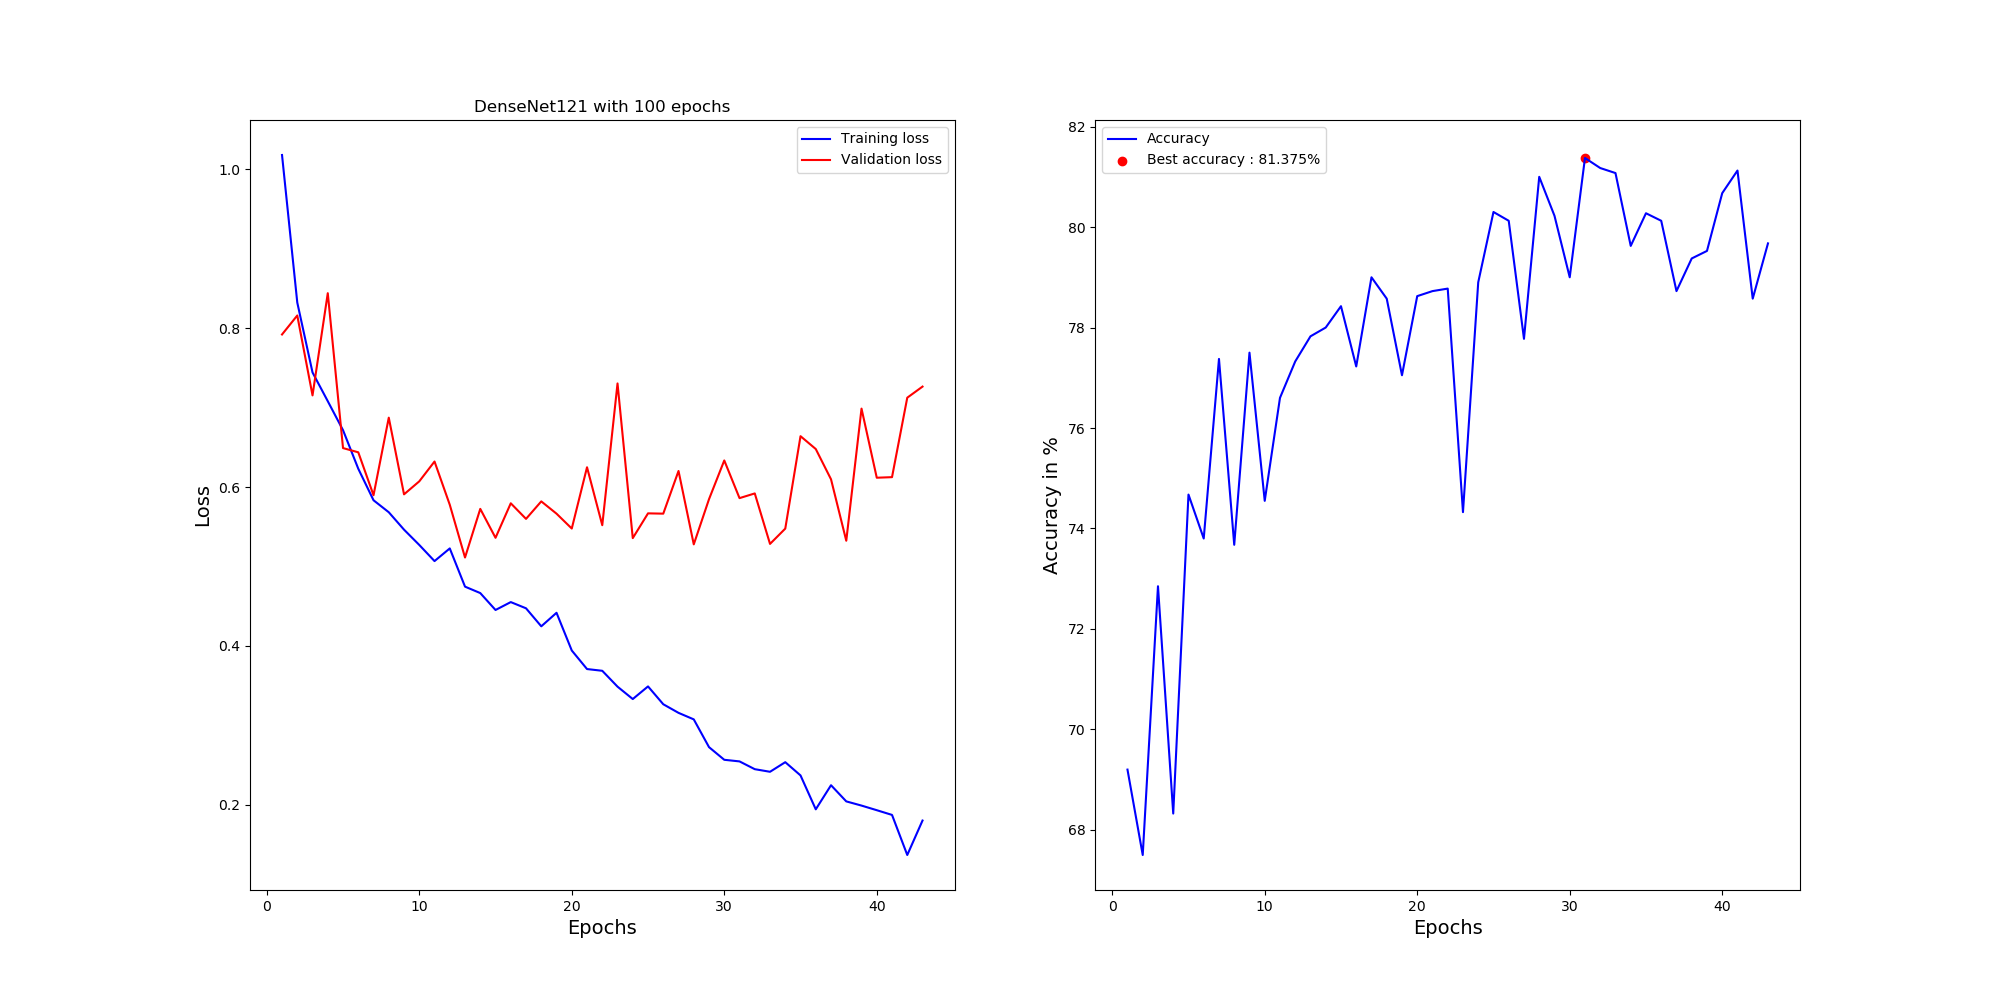 DenseNet121 with 100 epochs
Training loss
Validation loss
1.0
0.8
0.6
0.4
0.2
Loss
0 10 20 30 40
Epochs
Accuracy
Best accuracy : 81.375%
82
80
78
76
74
72
70
68
Accuracy in %
0 10 20 30 40
Epochs